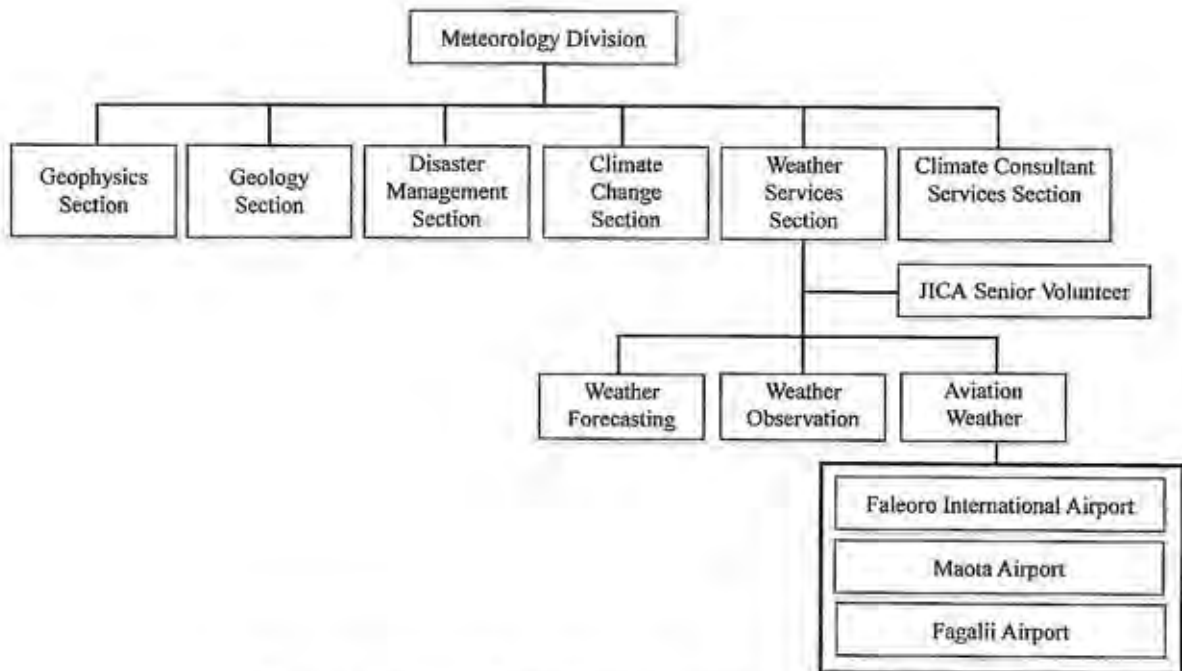 Meteorology Division
Geophysics
Section
Geology
Section
Disaster
Management
Section
Climate
Change
Section
Weather
Services
Section
Climate Consultant
Services Section
JICA Senior Volunteer
Weather
Forecasting
Weather
Observation
Aviation
Weather
Faleoro International Airport
Maota Airport
Fagalii Airport